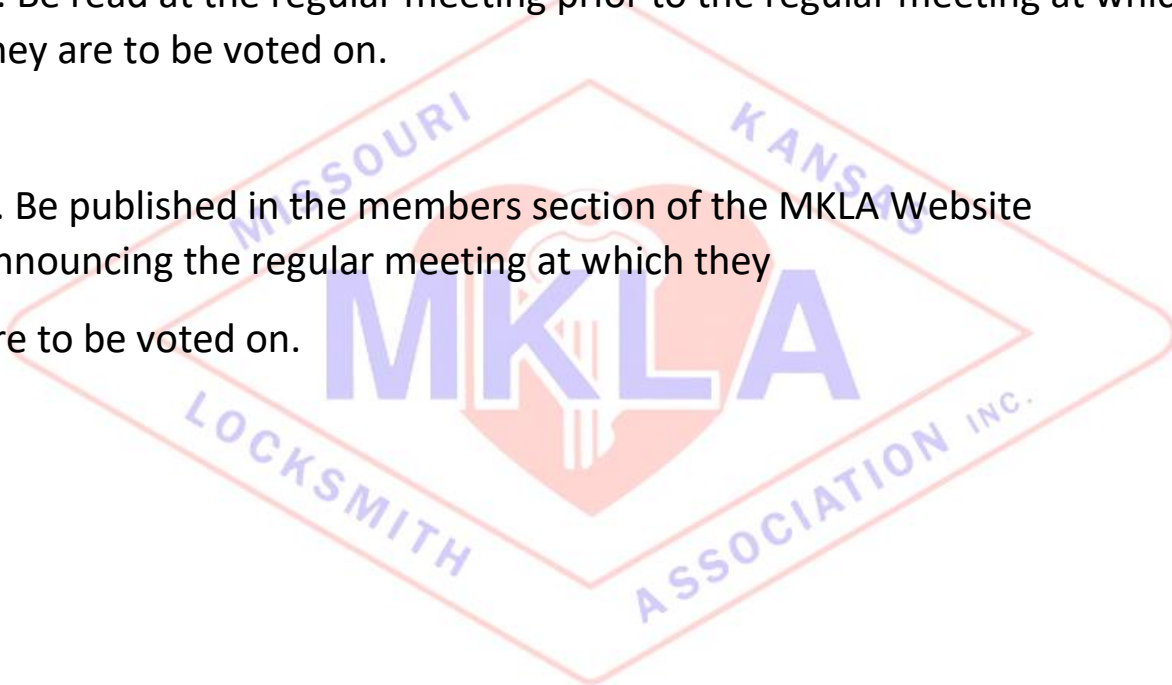 . Be read at the regular meeting prior to the regular meeting at
hey are to be voted on.
MISSOURI KANSAS
. Be published in the members section of the MKLA Website
nnouncing the regular meeting at which they
re to be voted on.
MKLA
LOCKSMITH ASSOCIATION INC.